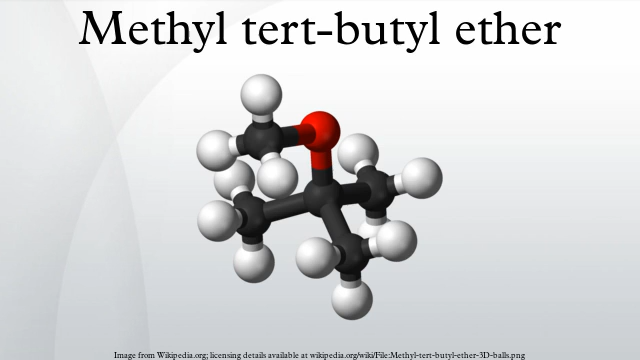 Methyl tert-butyl ether
Image from Wikipedia.org; licensing details available at wikipedia.org/wiki/File:Methyl-tert-butyl-ether-3D-balls.png